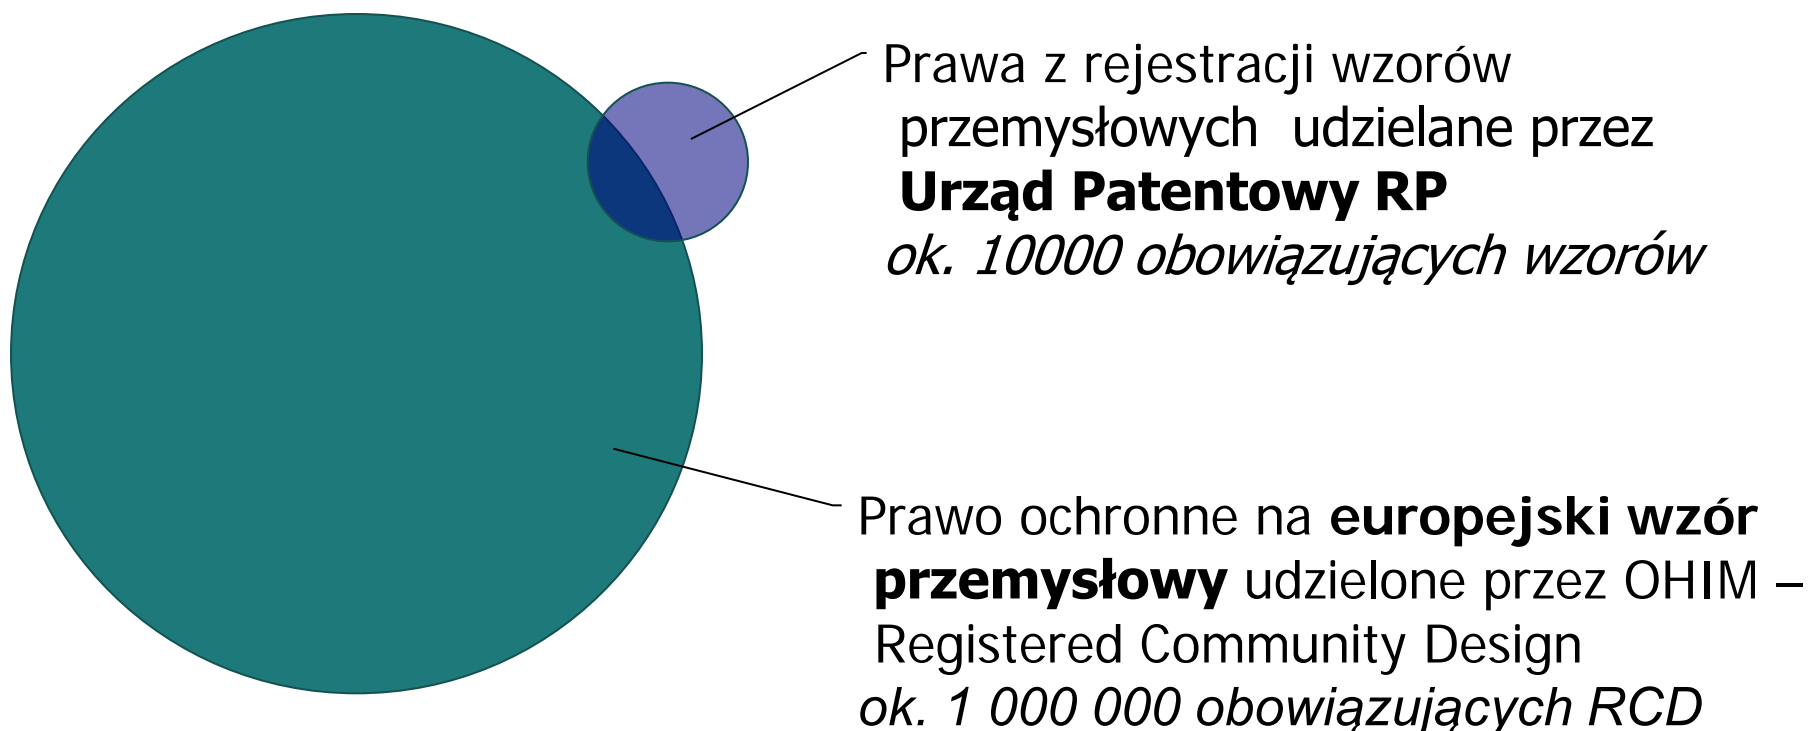 Prawa z rejestracji wzorów
przemysłowych udzielane przez
Urząd Patentowy RP
ok. 10000 obowiązujących wzorów
Prawo ochronne na europejski wzór
przemysłowy udzielone przez OHIM –
Registered Community Design
ok. 1 000 000 obowiązujących RCD